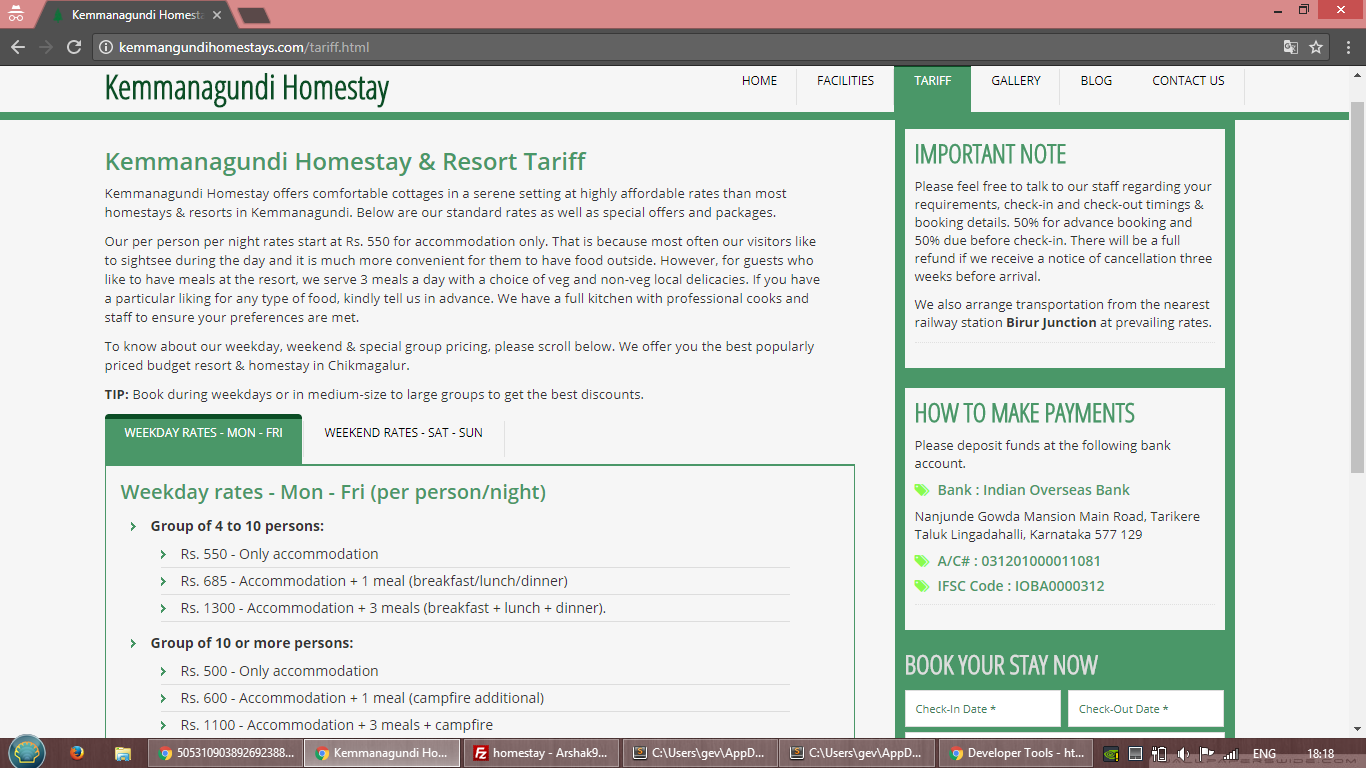 Kemmanagundi Homest
kemmangundihomestays.com/tariff.html
Kemmanagundi Homestay
HOME
FACILITIES
TARIFF
GALLERY
BLOG
CONTACT US
Kemmanagundi Homestay & Resort Tariff
Kemmanagundi Homestay offers comfortable cottages in a serene setting at highly affordable rates than most
homestays & resorts in Kemmanagundi. Below are our standard rates as well as special offers and packages.
Our per person per night rates start at Rs. 550 for accommodation only. That is because most often our visitors like
to sightsee during the day and it is much more convenient for them to have food outside. However, for guests who
like to have meals at the resort, we serve 3 meals a day with a choice of veg and non-veg local delicacies. If you have
a particular liking for any type of food, kindly tell us in advance. We have a full kitchen with professional cooks and
staff to ensure your preferences are met.
To know about our weekday, weekend & special group pricing, please scroll below. We offer you the best popularly
priced budget resort & homestay in Chikmagalur.
TIP: Book during weekdays or in medium-size to large groups to get the best discounts.
WEEKDAY RATES - MON - FRI
WEEKEND RATES - SAT - SUN
Weekday rates - Mon - Fri (per person/night)
Group of 4 to 10 persons:
Rs. 550 - Only accommodation
Rs. 685 - Accommodation + 1 meal (breakfast/lunch/dinner)
Rs. 1300 - Accommodation + 3 meals (breakfast + lunch + dinner).
Group of 10 or more persons:
Rs. 500 - Only accommodation
Rs. 600 - Accommodation + 1 meal (campfire additional)
Rs. 1100 - Accommodation + 3 meals + campfire
IMPORTANT NOTE
Please feel free to talk to our staff regarding your
requirements, check-in and check-out timings &
booking details. 50% for advance booking and
50% due before check-in. There will be a full
refund if we receive a notice of cancellation three
weeks before arrival.
We also arrange transportation from the nearest
railway station Birur Junction at prevailing rates.
HOW TO MAKE PAYMENTS
Please deposit funds at the following bank
account.
Bank : Indian Overseas Bank
Nanjunde Gowda Mansion Main Road, Tarikere
Taluk Lingadahalli, Karnataka 577 129
A/C# : 031201000011081
IFSC Code : IOBA0000312
BOOK YOUR STAY NOW
Check-In Date *
Check-Out Date *
505310903892692388...
Kemmanagundi Ho...
homestay - Arshak9...
C:\Users\gev\AppD...
C:\Users\gev\AppD...
Developer Tools - ht...
ENG
18:18